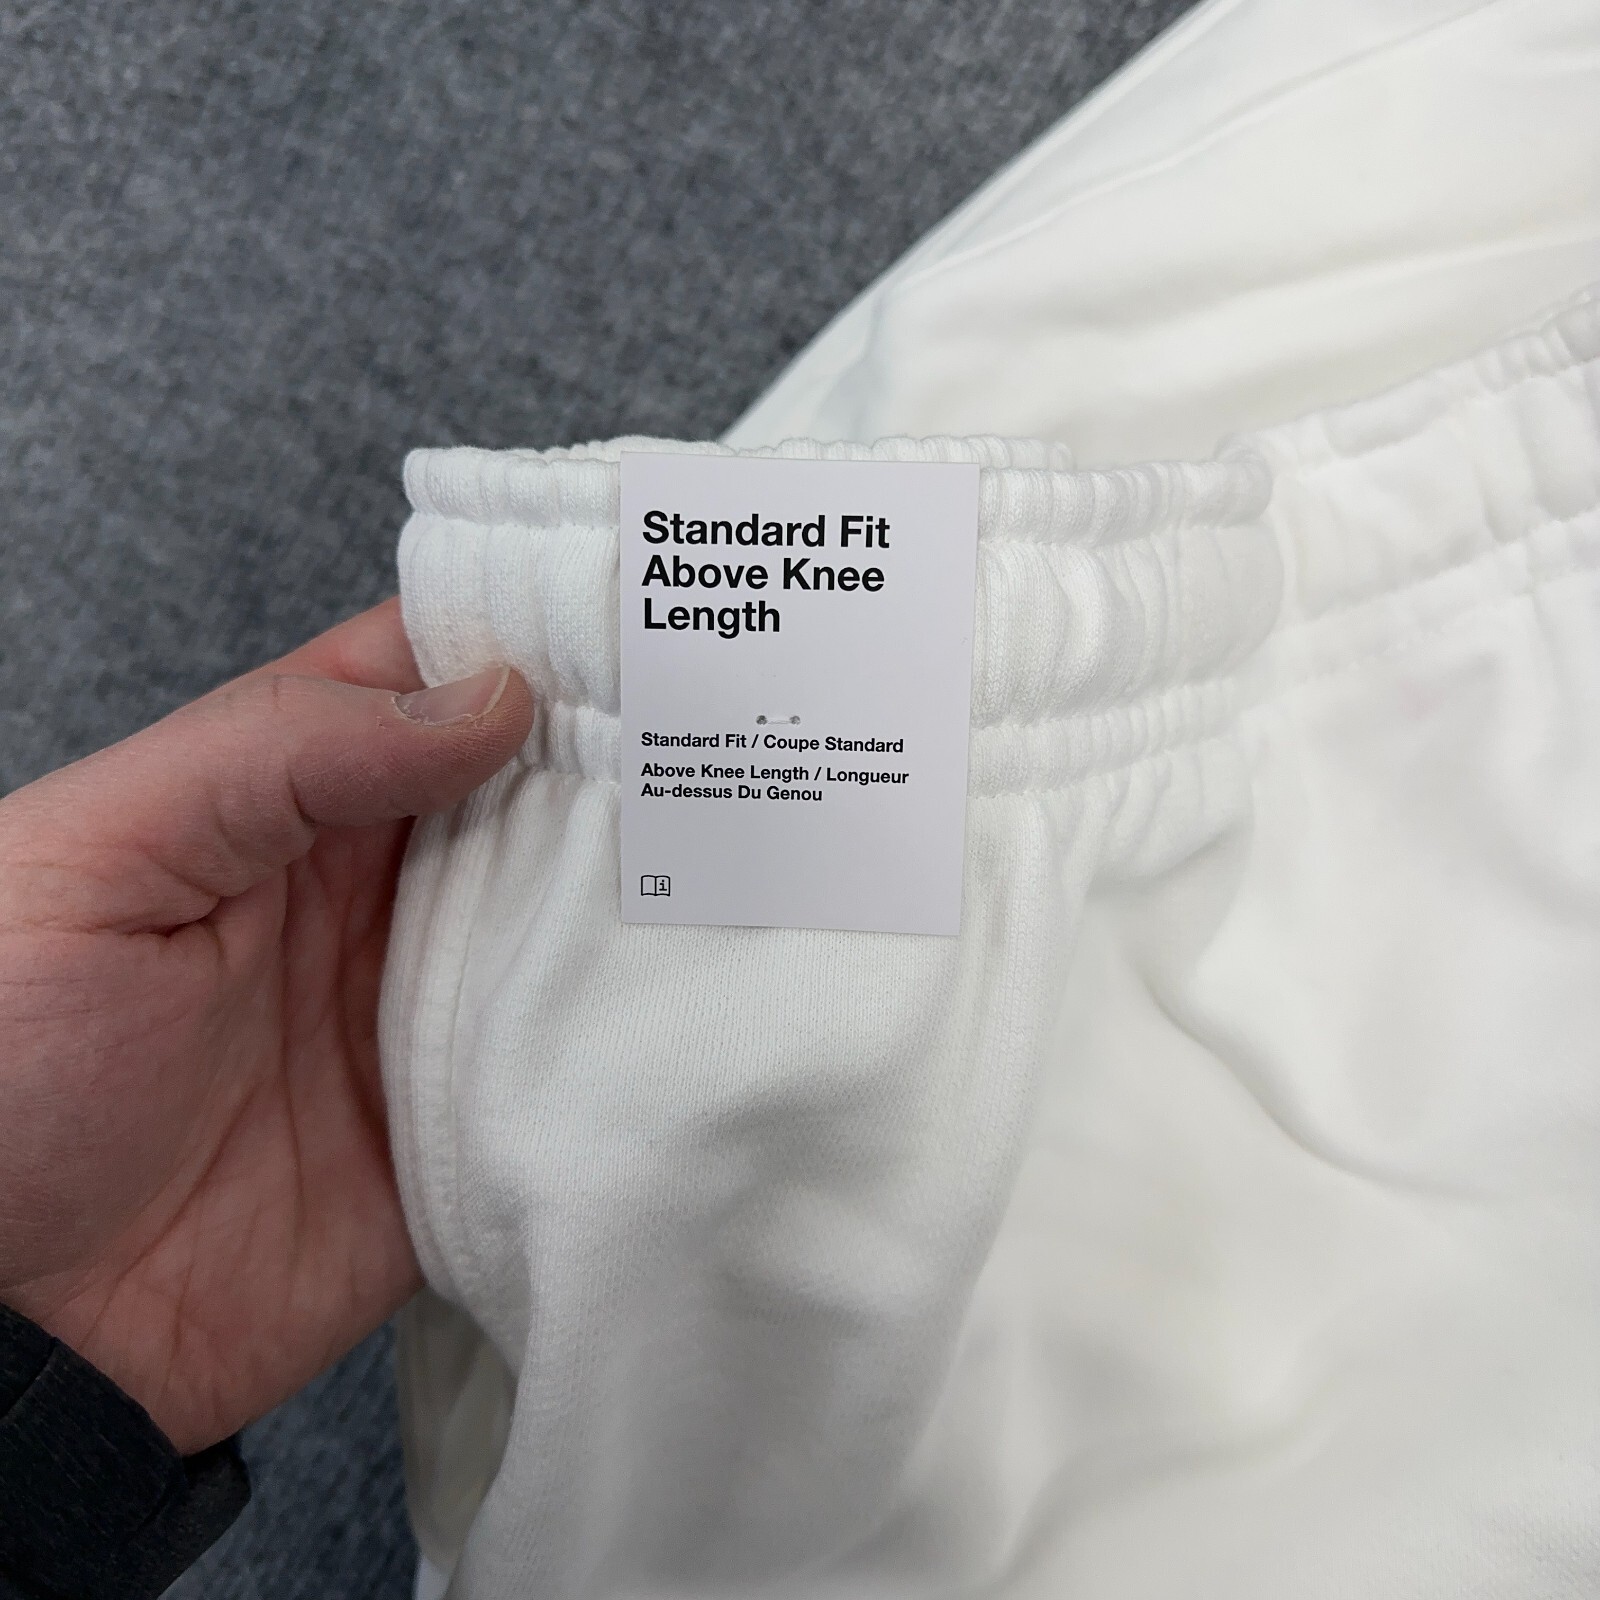 Standard Fit
Above Knee
Length
Standard Fit / Coupe Standard
Above Knee Length / Longueur
Au-dessus Du Genou
i